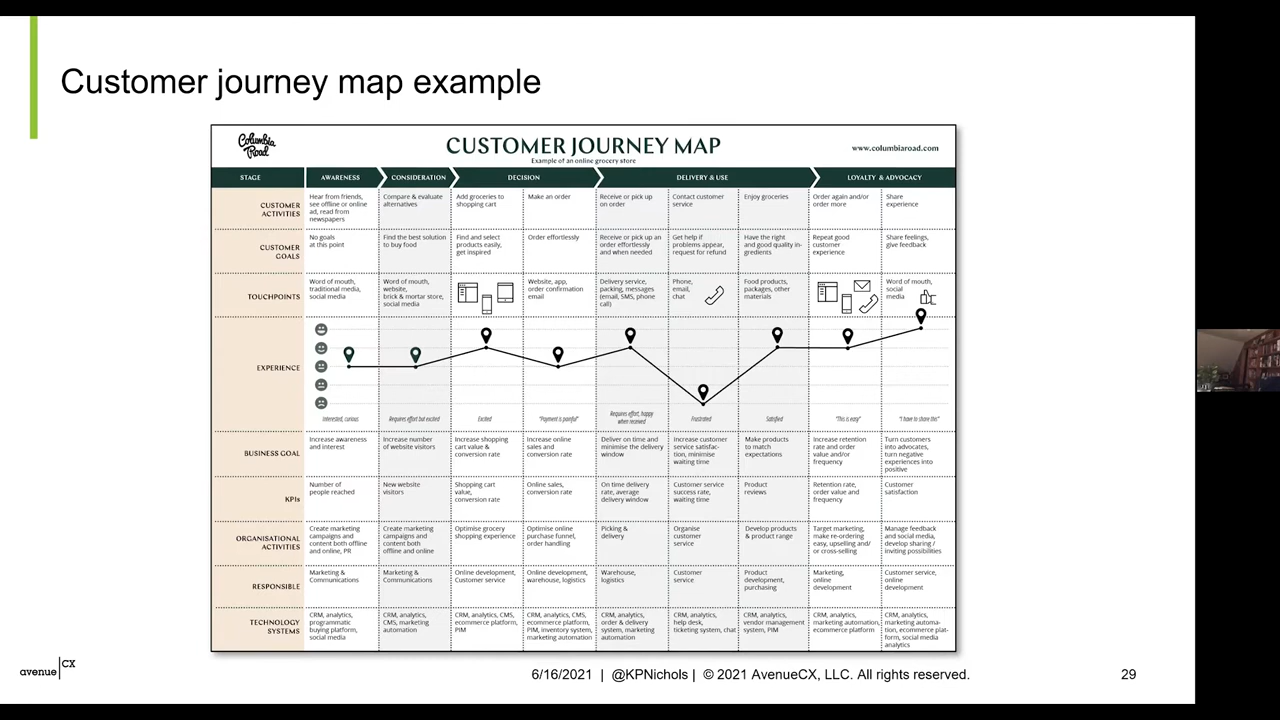 Customer journey map example
Columbia
Road
CUSTOMER JOURNEY MAP
Example of an online grocery store
www.columbiaroad.com
STAGE
AWARENESS
CONSIDERATION
DECISION
DELIVERY & USE
LOYALTY & ADVOCACY
CUSTOMER
ACTIVITIES
Hear from friends,
see offline or online
ad, read from
newspapers
Compare & evaluate
alternatives
Add groceries to
shopping cart
Make an order
Receive or pick up
on order
Contact customer
service
Enjoy groceries
Order again and/or
order more
Share
experience
CUSTOMER
GOALS
No goals
at this point
Find the best solution
to buy food
Find and select
products easily,
get inspired
Order effortlessly
Receive or pick up an
order effortlessly
and when needed
Get help if
problems appear,
request for refund
Have the right
and good quality in-
gredients
Repeat good
customer
experience
Share feelings,
give feedback
TOUCHPOINTS
Word of mouth,
traditional media,
social media
Word of mouth,
website,
brick & mortar store,
social media
Website, app,
order confirmation
email
Delivery service,
packing, messages
(email, SMS, phone
call)
Phone,
email,
chat
Food products,
packages, other
materials
Word of mouth,
social
media
EXPERIENCE
Interested, curious
Requires effort but excited
Excited
"Payment is painful"
Requires effort, happy
when received
Frustrated
Satisfied
"This is easy"
"I have to share this"
BUSINESS GOAL
Increase awareness
and interest
Increase number
of website visitors
Increase shopping
cart value &
conversion rate
Increase online
sales and
conversion rate
Deliver on time and
minimise the delivery
window
Increase customer
service satisfac-
tion, minimise
waiting time
Make products
to match
expectations
Increase retention
rate and order
value and/or
frequency
Turn customers
into advocates,
turn negative
experiences into
positive
KPIs
Number of
people reached
New website
visitors
Shopping cart
value,
conversion rate
Online sales,
conversion rate
On time delivery
rate, average
delivery window
Customer service
success rate,
waiting time
Product
reviews
Retention rate,
order value and
frequency
Customer
satisfaction
ORGANISATIONAL
ACTIVITIES
Create marketing
campaigns and
content both offline
and online, PR
Create marketing
campaigns and
content both
offline and online
Optimise grocery
shopping experience
Optimise online
purchase funnel,
order handling
Picking &
delivery
Organise
customer
service
Develop products
& product range
Target marketing,
make re-ordering
easy, upselling and/
or cross-selling
Manage feedback
and social media,
develop sharing /
inviting possibilities
RESPONSIBLE
Marketing &
Communications
Marketing &
Communications
Online development,
Customer service
Online development,
warehouse, logistics
Warehouse,
logistics
Customer
service
Product
development,
purchasing
Marketing,
online
development
Customer service,
online
development
TECHNOLOGY
SYSTEMS
CRM, analytics,
programmatic
buying platform,
social media
CRM, analytics,
CMS, marketing
automation
CRM, analytics, CMS,
ecommerce platform,
PIM
CRM, analytics, CMS,
ecommerce platform,
PIM, inventory system,
marketing automation
CRM, analytics,
order & delivery
system, marketing
automation
CRM, analytics,
help desk,
ticketing system, chat
CRM, analytics,
vendor management
system, PIM
CRM, analytics,
marketing automation,
ecommerce platform
CRM, analytics,
marketing automa-
tion, ecommerce plat-
form, social media
analytics
avenue|CX
6/16/2021 | @KPNichols | © 2021 AvenueCX, LLC. All rights reserved.
29